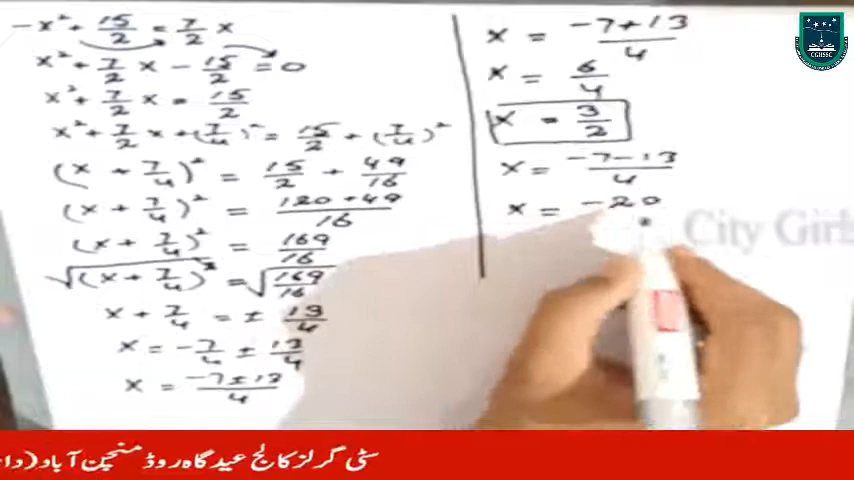 -x² + 15/2 = 7/2 x
x² + 7/2 x - 15/2 = 0
x² + 7/2 x = 15/2
x² + 7/2 x + (7/4)² = 15/2 + (7/4)²
(x + 7/4)² = 15/2 + 49/16
(x + 7/4)² = 120+49/16
(x + 7/4)² = 169/16
√(x + 7/4)² = √169/16
x + 7/4 = ± 13/4
x = -7/4 ± 13/4
x = -7±13/4
x = -7+13/4
x = 6/4
x = 3/2
x = -7-13/4
x = -20
CGHSSC
City Girls
سٹی گرلز کالج عیدگاہ روڈ منچن آباد (وا